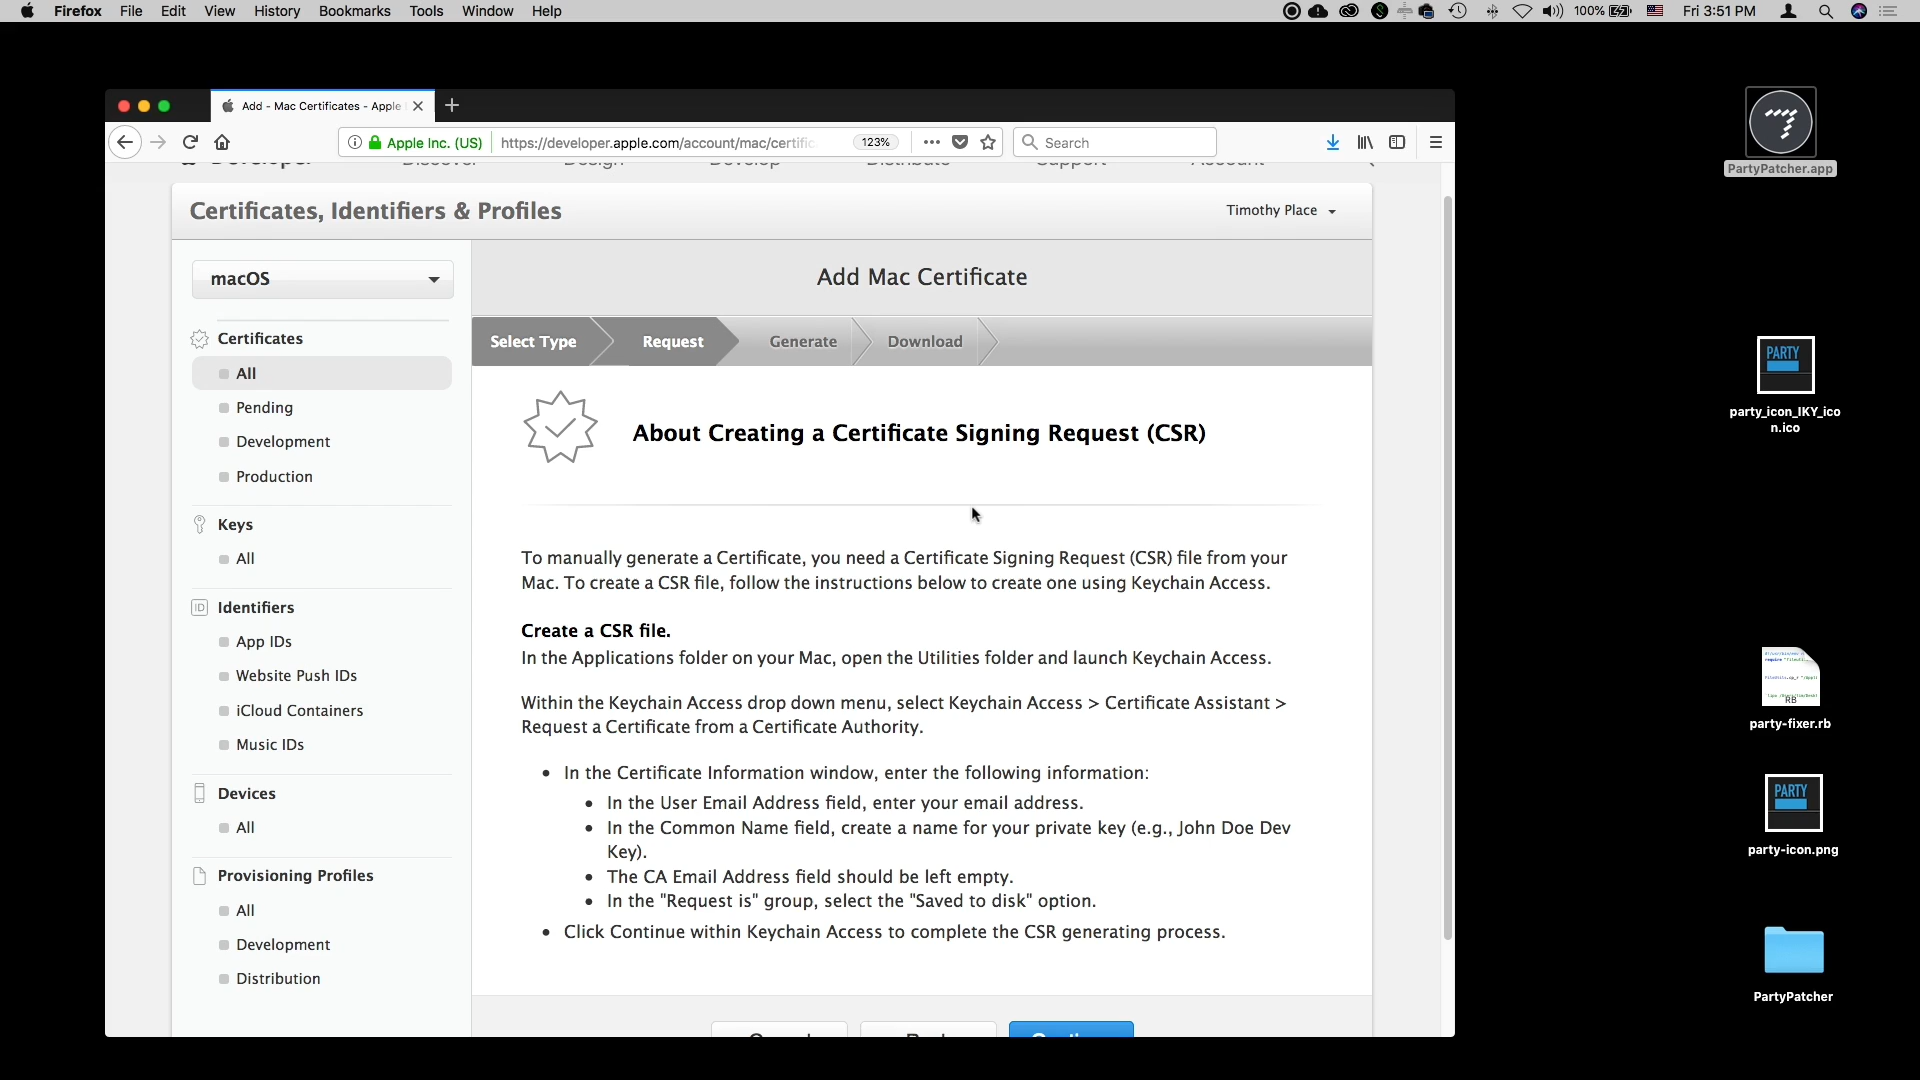 Firefox File Edit View History Bookmarks Tools Window Help 100% Fri 3:51 PM
Add - Mac Certificates - Apple
Apple Inc. (US) https://developer.apple.com/account/mac/certific 123% Search
Certificates, Identifiers & Profiles
Timothy Place
macOS
Certificates
All
Pending
Development
Production
Keys
All
ID Identifiers
App IDs
Website Push IDs
iCloud Containers
Music IDs
Devices
All
Provisioning Profiles
All
Development
Distribution
Add Mac Certificate
Select Type Request Generate Download
About Creating a Certificate Signing Request (CSR)
To manually generate a Certificate, you need a Certificate Signing Request (CSR) file from your
Mac. To create a CSR file, follow the instructions below to create one using Keychain Access.
Create a CSR file.
In the Applications folder on your Mac, open the Utilities folder and launch Keychain Access.
Within the Keychain Access drop down menu, select Keychain Access > Certificate Assistant >
Request a Certificate from a Certificate Authority.
• In the Certificate Information window, enter the following information:
• In the User Email Address field, enter your email address.
• In the Common Name field, create a name for your private key (e.g., John Doe Dev
Key).
• The CA Email Address field should be left empty.
• In the "Request is" group, select the "Saved to disk" option.
• Click Continue within Keychain Access to complete the CSR generating process.
PartyPatcher.app
PARTY
party_icon_IKY_ico
n.ico
RB
party-fixer.rb
PARTY
party-icon.png
PartyPatcher